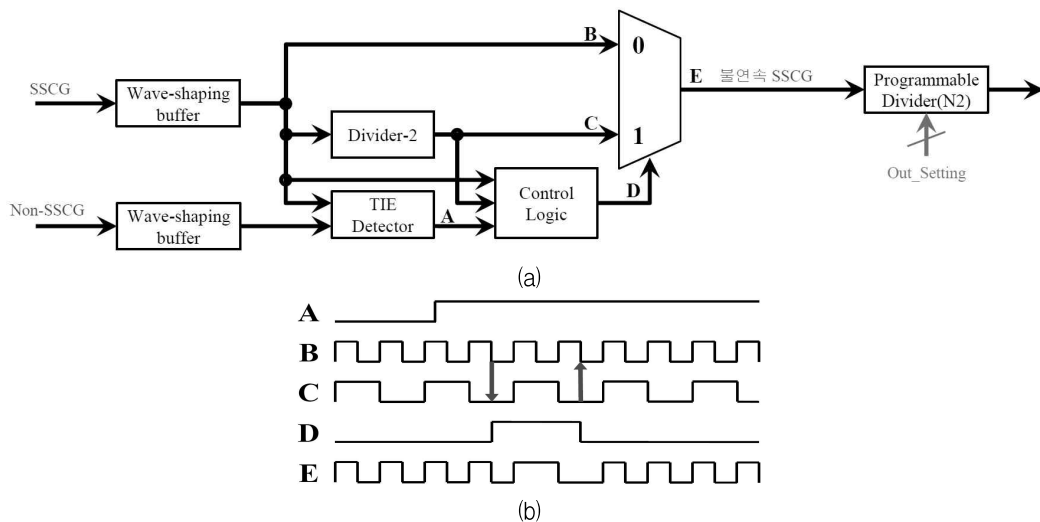 SSCG
Wave-shaping
buffer
Divider-2
B
0
C
1
E
불연속 SSCG
Programmable
Divider(N2)
Out_Setting
Non-SSCG
Wave-shaping
buffer
TIE
Detector
A
Control
Logic
D
(a)
A
B
C
D
E
(b)